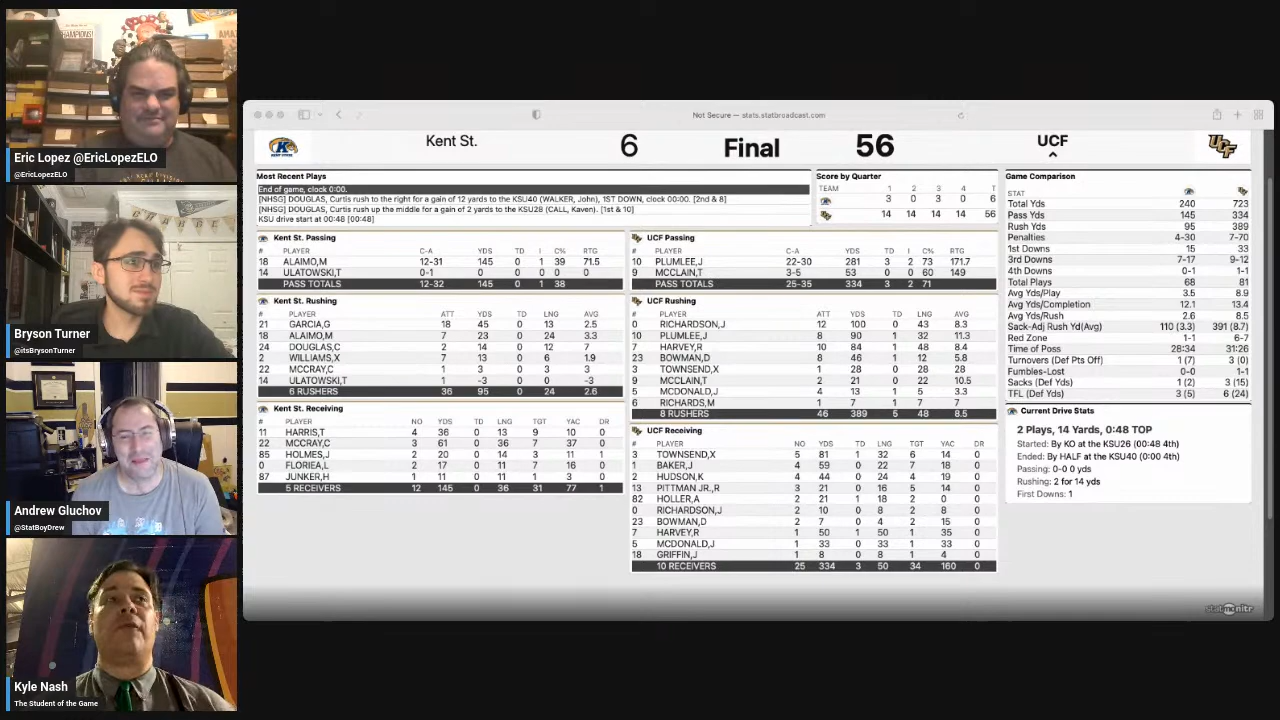 Eric Lopez @EricLopezELO
@EricLopezELO
Bryson Turner
@itsBrysonTurner
Andrew Gluchov
@StatBoyDrew
Kyle Nash
The Student of the Game
Not Secure — stats.statbroadcast.com
Kent St. 6 Final 56 UCF
Most Recent Plays
End of game, clock 0:00.
[NHSG] DOUGLAS, Curtis rush to the right for a gain of 12 yards to the KSU40 (WALKER, John), 1ST DOWN, clock 00:00. [2nd & 8]
[NHSG] DOUGLAS, Curtis rush up the middle for a gain of 2 yards to the KSU28 (CALL, Kaven). [1st & 10]
KSU drive start at 00:48 [00:48]
Score by Quarter
TEAM 1 2 3 4 T
3 0 3 0 6
14 14 14 14 56
Kent St. Passing
# PLAYER C-A YDS TD I C% RTG
18 ALAIMO,M 12-31 145 0 1 39 71.5
14 ULATOWSKI,T 0-1 0 0 0 0 0
PASS TOTALS 12-32 145 0 1 38
Kent St. Rushing
# PLAYER ATT YDS TD LNG AVG
21 GARCIA,G 18 45 0 13 2.5
18 ALAIMO,M 7 23 0 24 3.3
24 DOUGLAS,C 2 14 0 12 7
2 WILLIAMS,X 7 13 0 6 1.9
22 MCCRAY,C 1 3 0 3 3
14 ULATOWSKI,T 1 -3 0 0 -3
6 RUSHERS 36 95 0 24 2.6
Kent St. Receiving
# PLAYER NO YDS TD LNG TGT YAC DR
11 HARRIS,T 4 36 0 13 9 10 0
22 MCCRAY,C 3 61 0 36 7 37 0
85 HOLMES,J 2 20 0 14 3 11 1
0 FLORIEA,L 2 17 0 11 7 16 0
87 JUNKER,H 1 11 0 11 1 3 0
5 RECEIVERS 12 145 0 36 31 77 1
UCF Passing
# PLAYER C-A YDS TD I C% RTG
10 PLUMLEE,J 22-30 281 3 2 73 171.7
9 MCCLAIN,T 3-5 53 0 0 60 149
PASS TOTALS 25-35 334 3 2 71
UCF Rushing
# PLAYER ATT YDS TD LNG AVG
0 RICHARDSON,J 12 100 0 43 8.3
10 PLUMLEE,J 8 90 1 32 11.3
7 HARVEY,R 10 84 1 48 8.4
23 BOWMAN,D 8 46 1 12 5.8
3 TOWNSEND,X 1 28 0 28 28
9 MCCLAIN,T 2 21 0 22 10.5
5 MCDONALD,J 4 13 1 5 3.3
6 RICHARDS,M 1 7 1 7 7
8 RUSHERS 46 389 5 48 8.5
UCF Receiving
# PLAYER NO YDS TD LNG TGT YAC DR
3 TOWNSEND,X 5 81 1 32 6 14 0
1 BAKER,J 4 59 0 22 7 18 0
2 HUDSON,K 4 44 0 24 4 19 0
13 PITTMAN JR.,R 3 21 0 16 5 14 0
82 HOLLER,A 2 21 1 18 2 0 0
0 RICHARDSON,J 2 10 0 8 2 8 0
23 BOWMAN,D 2 7 0 4 2 15 0
7 HARVEY,R 1 50 1 50 1 35 0
5 MCDONALD,J 1 33 0 33 1 33 0
18 GRIFFIN,J 1 8 0 8 1 4 0
10 RECEIVERS 25 334 3 50 34 160 0
Game Comparison
STAT
Total Yds 240 723
Pass Yds 145 334
Rush Yds 95 389
Penalties 4-30 7-70
1st Downs 15 33
3rd Downs 7-17 9-12
4th Downs 0-1 1-1
Total Plays 68 81
Avg Yds/Play 3.5 8.9
Avg Yds/Completion 12.1 13.4
Avg Yds/Rush 2.6 8.5
Sack-Adj Rush Yd(Avg) 110 (3.3) 391 (8.7)
Red Zone 1-1 6-7
Time of Poss 28:34 31:26
Turnovers (Def Pts Off) 1 (7) 3 (0)
Fumbles-Lost 0-0 1-1
Sacks (Def Yds) 1 (2) 3 (15)
TFL (Def Yds) 3 (5) 6 (24)
Current Drive Stats
2 Plays, 14 Yards, 0:48 TOP
Started: By KO at the KSU26 (00:48 4th)
Ended: By HALF at the KSU40 (0:00 4th)
Passing: 0-0 0 yds
Rushing: 2 for 14 yds
First Downs: 1
statmonitr